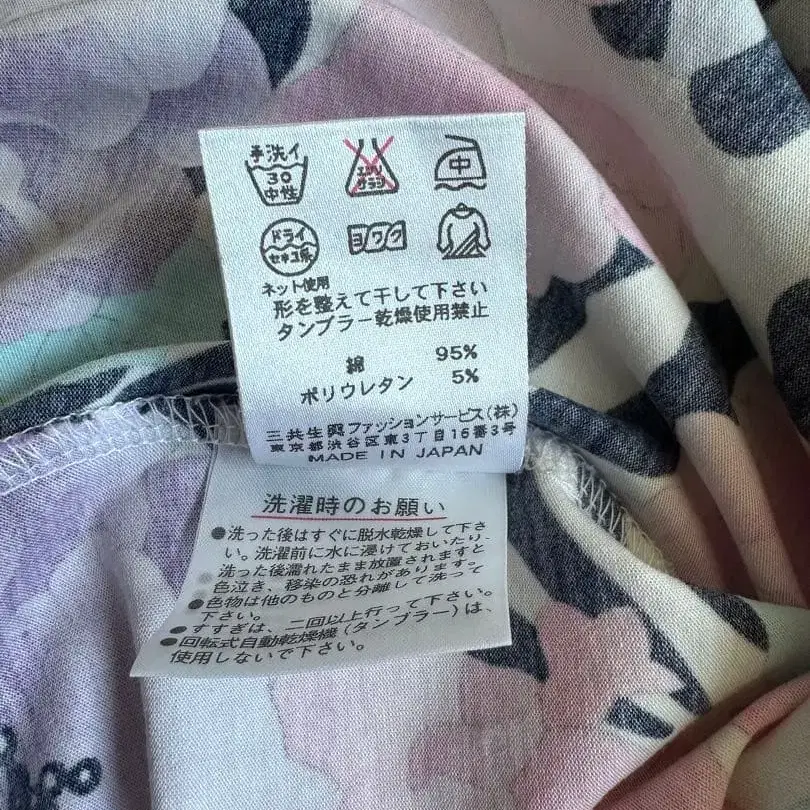 手洗イ
30
中性
エンソ
サラシ
中
ドライ
セキユ系
ヨワク
ネット使用
形を整えて干して下さい
タンブラー乾燥使用禁止
綿 95%
ポリウレタン 5%
三共生興ファッションサービス(株)
東京都渋谷区東3丁目16番3号
MADE IN JAPAN
洗濯時のお願い
●洗った後はすぐに脱水乾燥して下さ
い。洗濯前に水に浸けておいたり、
洗った後濡れたまま放置されますと
色泣き、移染の恐れがあります。
●色物は他のものと分離して洗って
下さい。
●すすぎは、二回以上行って下さい。
●回転式自動乾燥機(タンブラー)は、
使用しないで下さい。